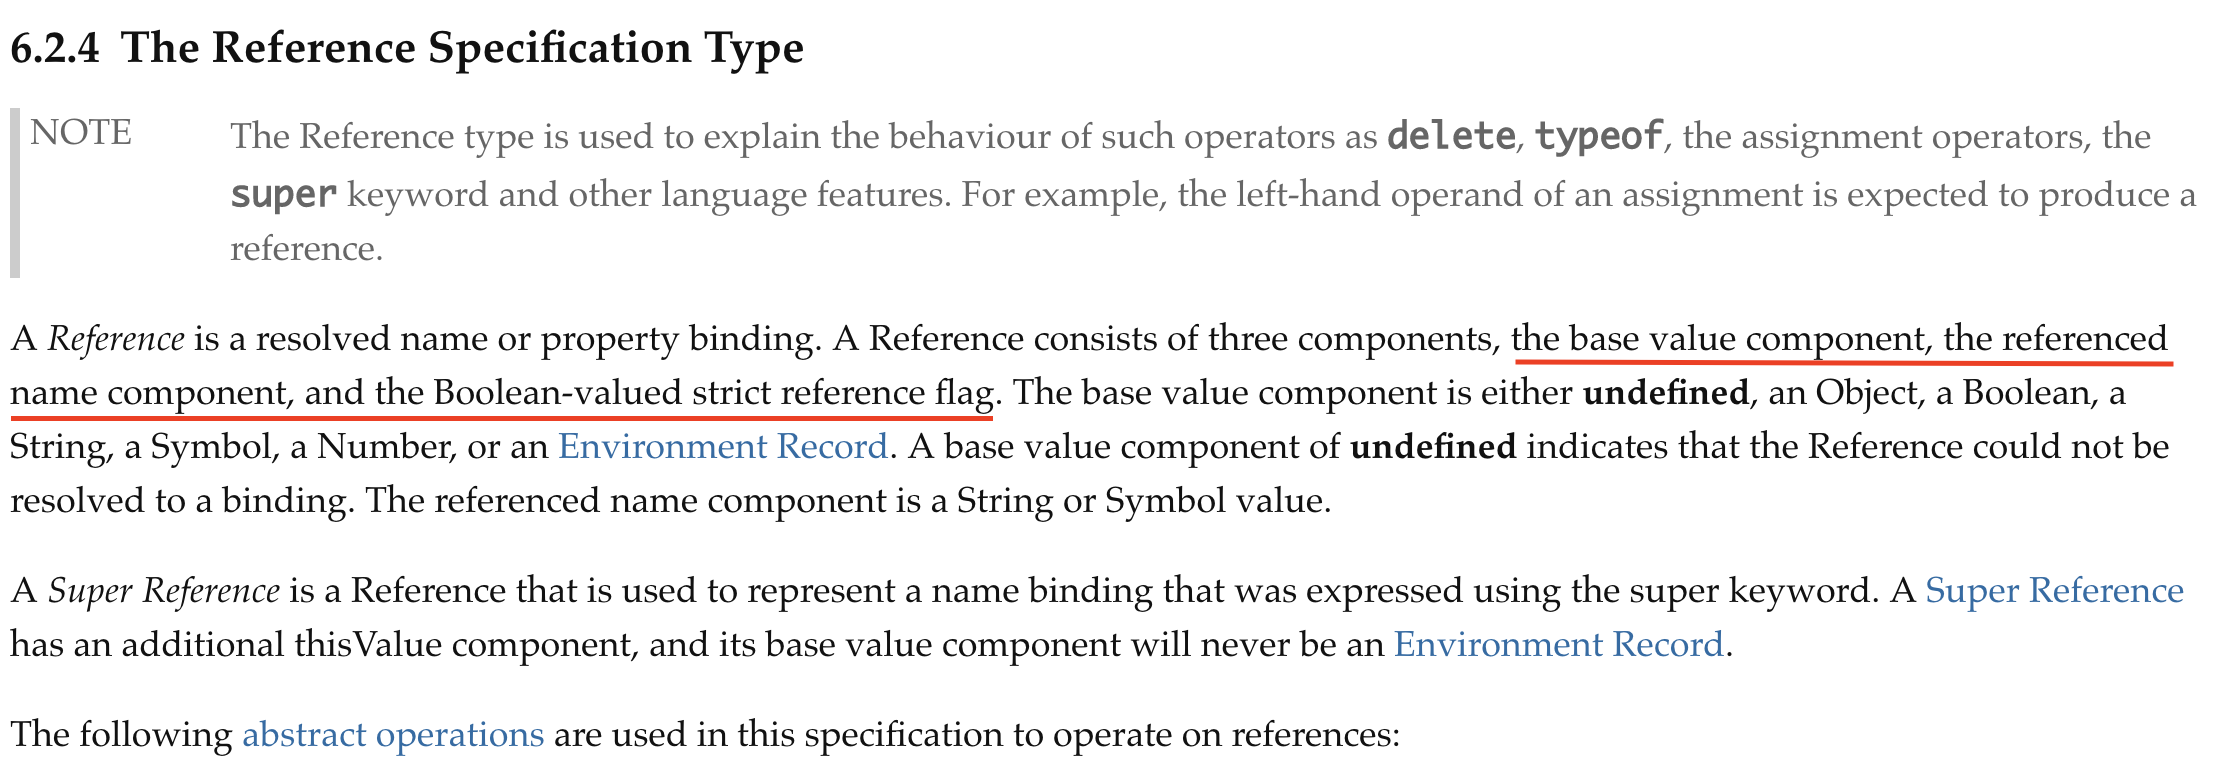 6.2.4 The Reference Specification Type
NOTE
The Reference type is used to explain the behaviour of such operators as delete, typeof, the assignment operators, the
super keyword and other language features. For example, the left-hand operand of an assignment is expected to produce a
reference.
A Reference is a resolved name or property binding. A Reference consists of three components, the base value component, the referenced
name component, and the Boolean-valued strict reference flag. The base value component is either undefined, an Object, a Boolean, a
String, a Symbol, a Number, or an Environment Record. A base value component of undefined indicates that the Reference could not be
resolved to a binding. The referenced name component is a String or Symbol value.
A Super Reference is a Reference that is used to represent a name binding that was expressed using the super keyword. A Super Reference
has an additional thisValue component, and its base value component will never be an Environment Record.
The following abstract operations are used in this specification to operate on references: